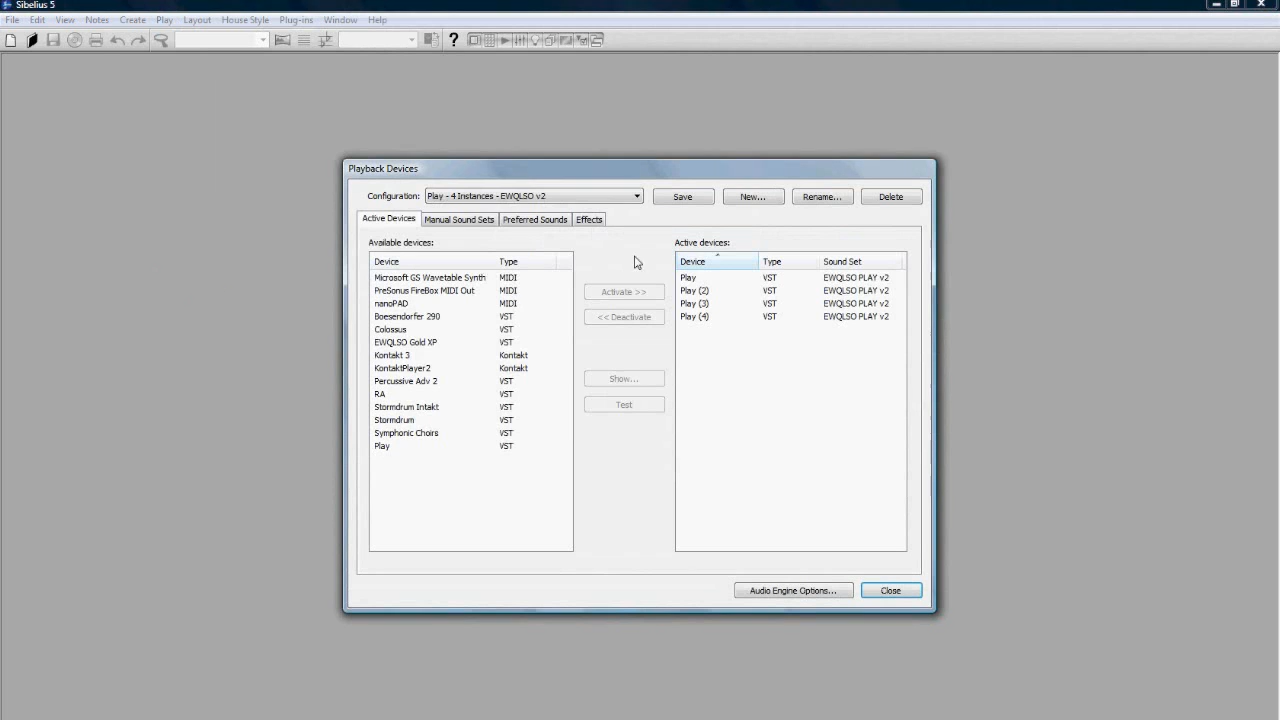 Sibelius 5
File Edit View Notes Create Play Layout House Style Plug-ins Window Help
?
Playback Devices
Configuration: Play - 4 Instances - EWQLSO v2 Save New... Rename... Delete
Active Devices Manual Sound Sets Preferred Sounds Effects
Available devices: Active devices:
Device Type Device Type Sound Set
Microsoft GS Wavetable Synth MIDI Play VST EWQLSO PLAY v2
PreSonus FireBox MIDI Out MIDI Play (2) VST EWQLSO PLAY v2
Activate >>
nanoPAD MIDI Play (3) VST EWQLSO PLAY v2
Boesendorfer 290 VST << Deactivate Play (4) VST EWQLSO PLAY v2
Colossus VST
EWQLSO Gold XP VST
Kontakt 3 Kontakt
KontaktPlayer2 Kontakt
Percussive Adv 2 VST Show...
RA VST
Stormdrum Intakt VST Test
Stormdrum VST
Symphonic Choirs VST
Play VST
Audio Engine Options... Close